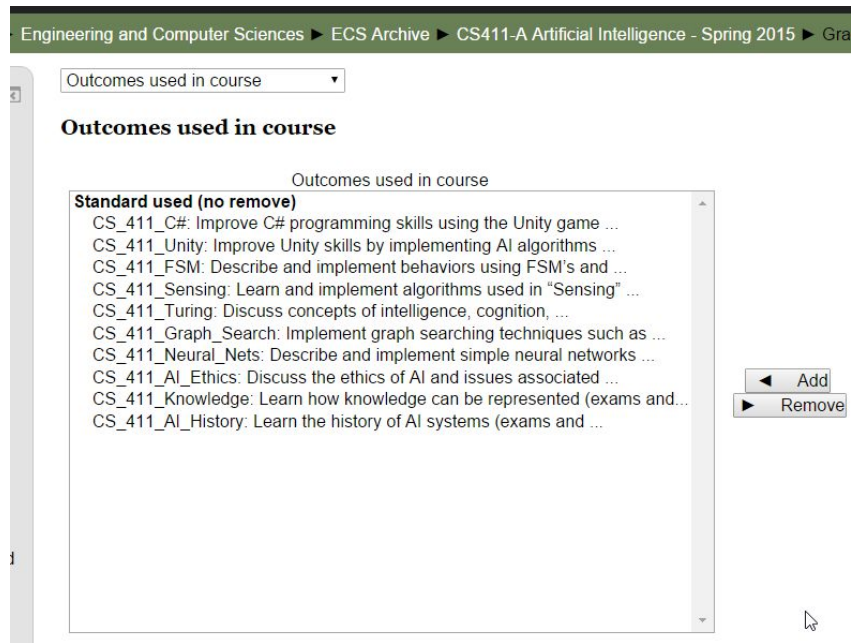 Engineering and Computer Sciences ► ECS Archive ► CS411-A Artificial Intelligence - Spring 2015 ► Gra
Outcomes used in course
Outcomes used in course
Outcomes used in course
Standard used (no remove)
CS_411_C#: Improve C# programming skills using the Unity game ...
CS_411_Unity: Improve Unity skills by implementing AI algorithms ...
CS_411_FSM: Describe and implement behaviors using FSM’s and ...
CS_411_Sensing: Learn and implement algorithms used in “Sensing” ...
CS_411_Turing: Discuss concepts of intelligence, cognition, ...
CS_411_Graph_Search: Implement graph searching techniques such as ...
CS_411_Neural_Nets: Describe and implement simple neural networks ...
CS_411_AI_Ethics: Discuss the ethics of AI and issues associated ...
CS_411_Knowledge: Learn how knowledge can be represented (exams and...
CS_411_AI_History: Learn the history of AI systems (exams and ...
◄ Add
► Remove
d